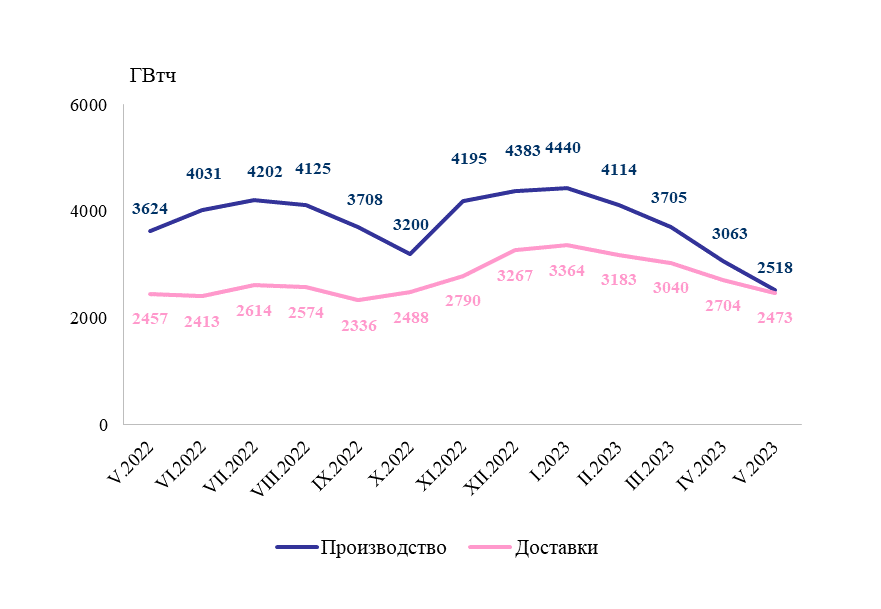 ГВтч
6000
4000
2000
0
3624 4031 4202 4125 3708 3200 4195 4383 4440 4114 3705 3063 2518
2457 2413 2614 2574 2336 2488 2790 3267 3364 3183 3040 2704 2473
V.2022 VI.2022 VII.2022 VIII.2022 IX.2022 X.2022 XI.2022 XII.2022 I.2023 II.2023 III.2023 IV.2023 V.2023
Производство Доставки